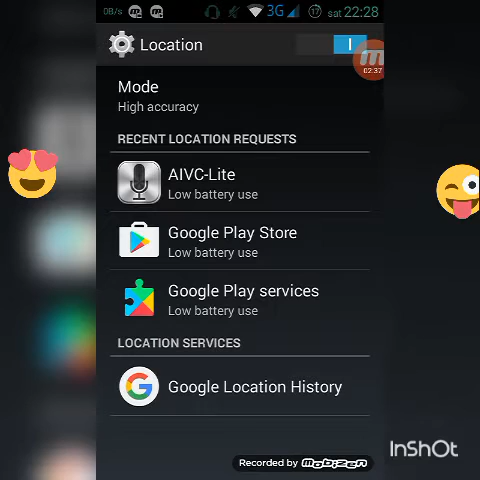 0B/s 3G 17 sat 22:28
Location
02:37
Mode
High accuracy
RECENT LOCATION REQUESTS
AIVC-Lite
Low battery use
Google Play Store
Low battery use
Google Play services
Low battery use
LOCATION SERVICES
Google Location History
InShOt
Recorded by mobizen